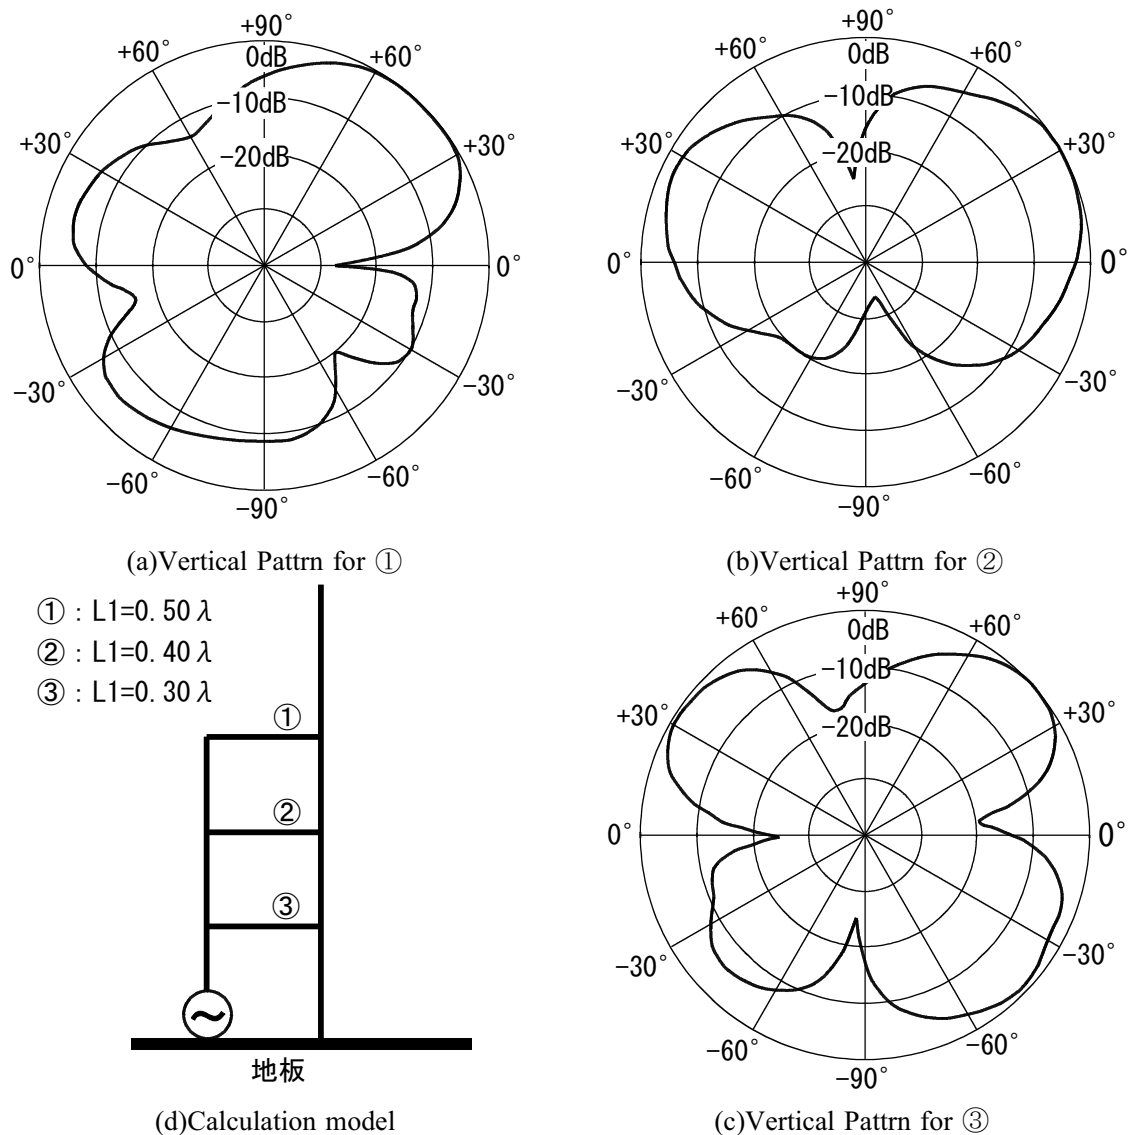 +90°
0dB
+60°
+60°
-10dB
+30°
+30°
-20dB
0°
0°
-30°
-30°
-60°
-60°
-90°
(a)Vertical Pattrn for ①
+90°
0dB
+60°
+60°
-10dB
+30°
+30°
-20dB
0°
0°
-30°
-30°
-60°
-60°
-90°
(b)Vertical Pattrn for ②
①：L1=0.50λ
②：L1=0.40λ
③：L1=0.30λ
①
②
③
~
地板
(d)Calculation model
+90°
0dB
+60°
+60°
-10dB
+30°
+30°
-20dB
0°
0°
-30°
-30°
-60°
-60°
-90°
(c)Vertical Pattrn for ③